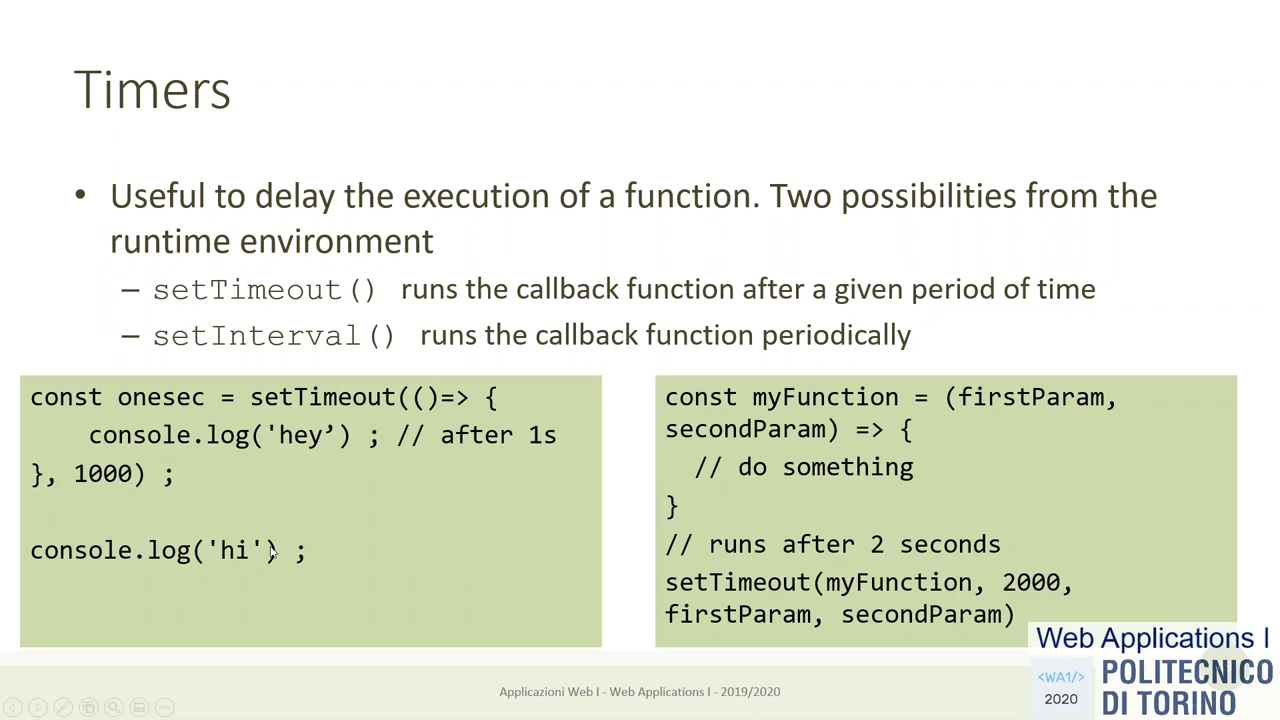 Timers
• Useful to delay the execution of a function. Two possibilities from the
runtime environment
– setTimeout() runs the callback function after a given period of time
– setInterval() runs the callback function periodically
const onesec = setTimeout(()=> {
    console.log('hey’) ; // after 1s
}, 1000) ;

console.log('hi') ;
const myFunction = (firstParam,
secondParam) => {
  // do something
}
// runs after 2 seconds
setTimeout(myFunction, 2000,
firstParam, secondParam)
Applicazioni Web I - Web Applications I - 2019/2020
Web Applications I
<WA1/>
2020
POLITECNICO
DI TORINO